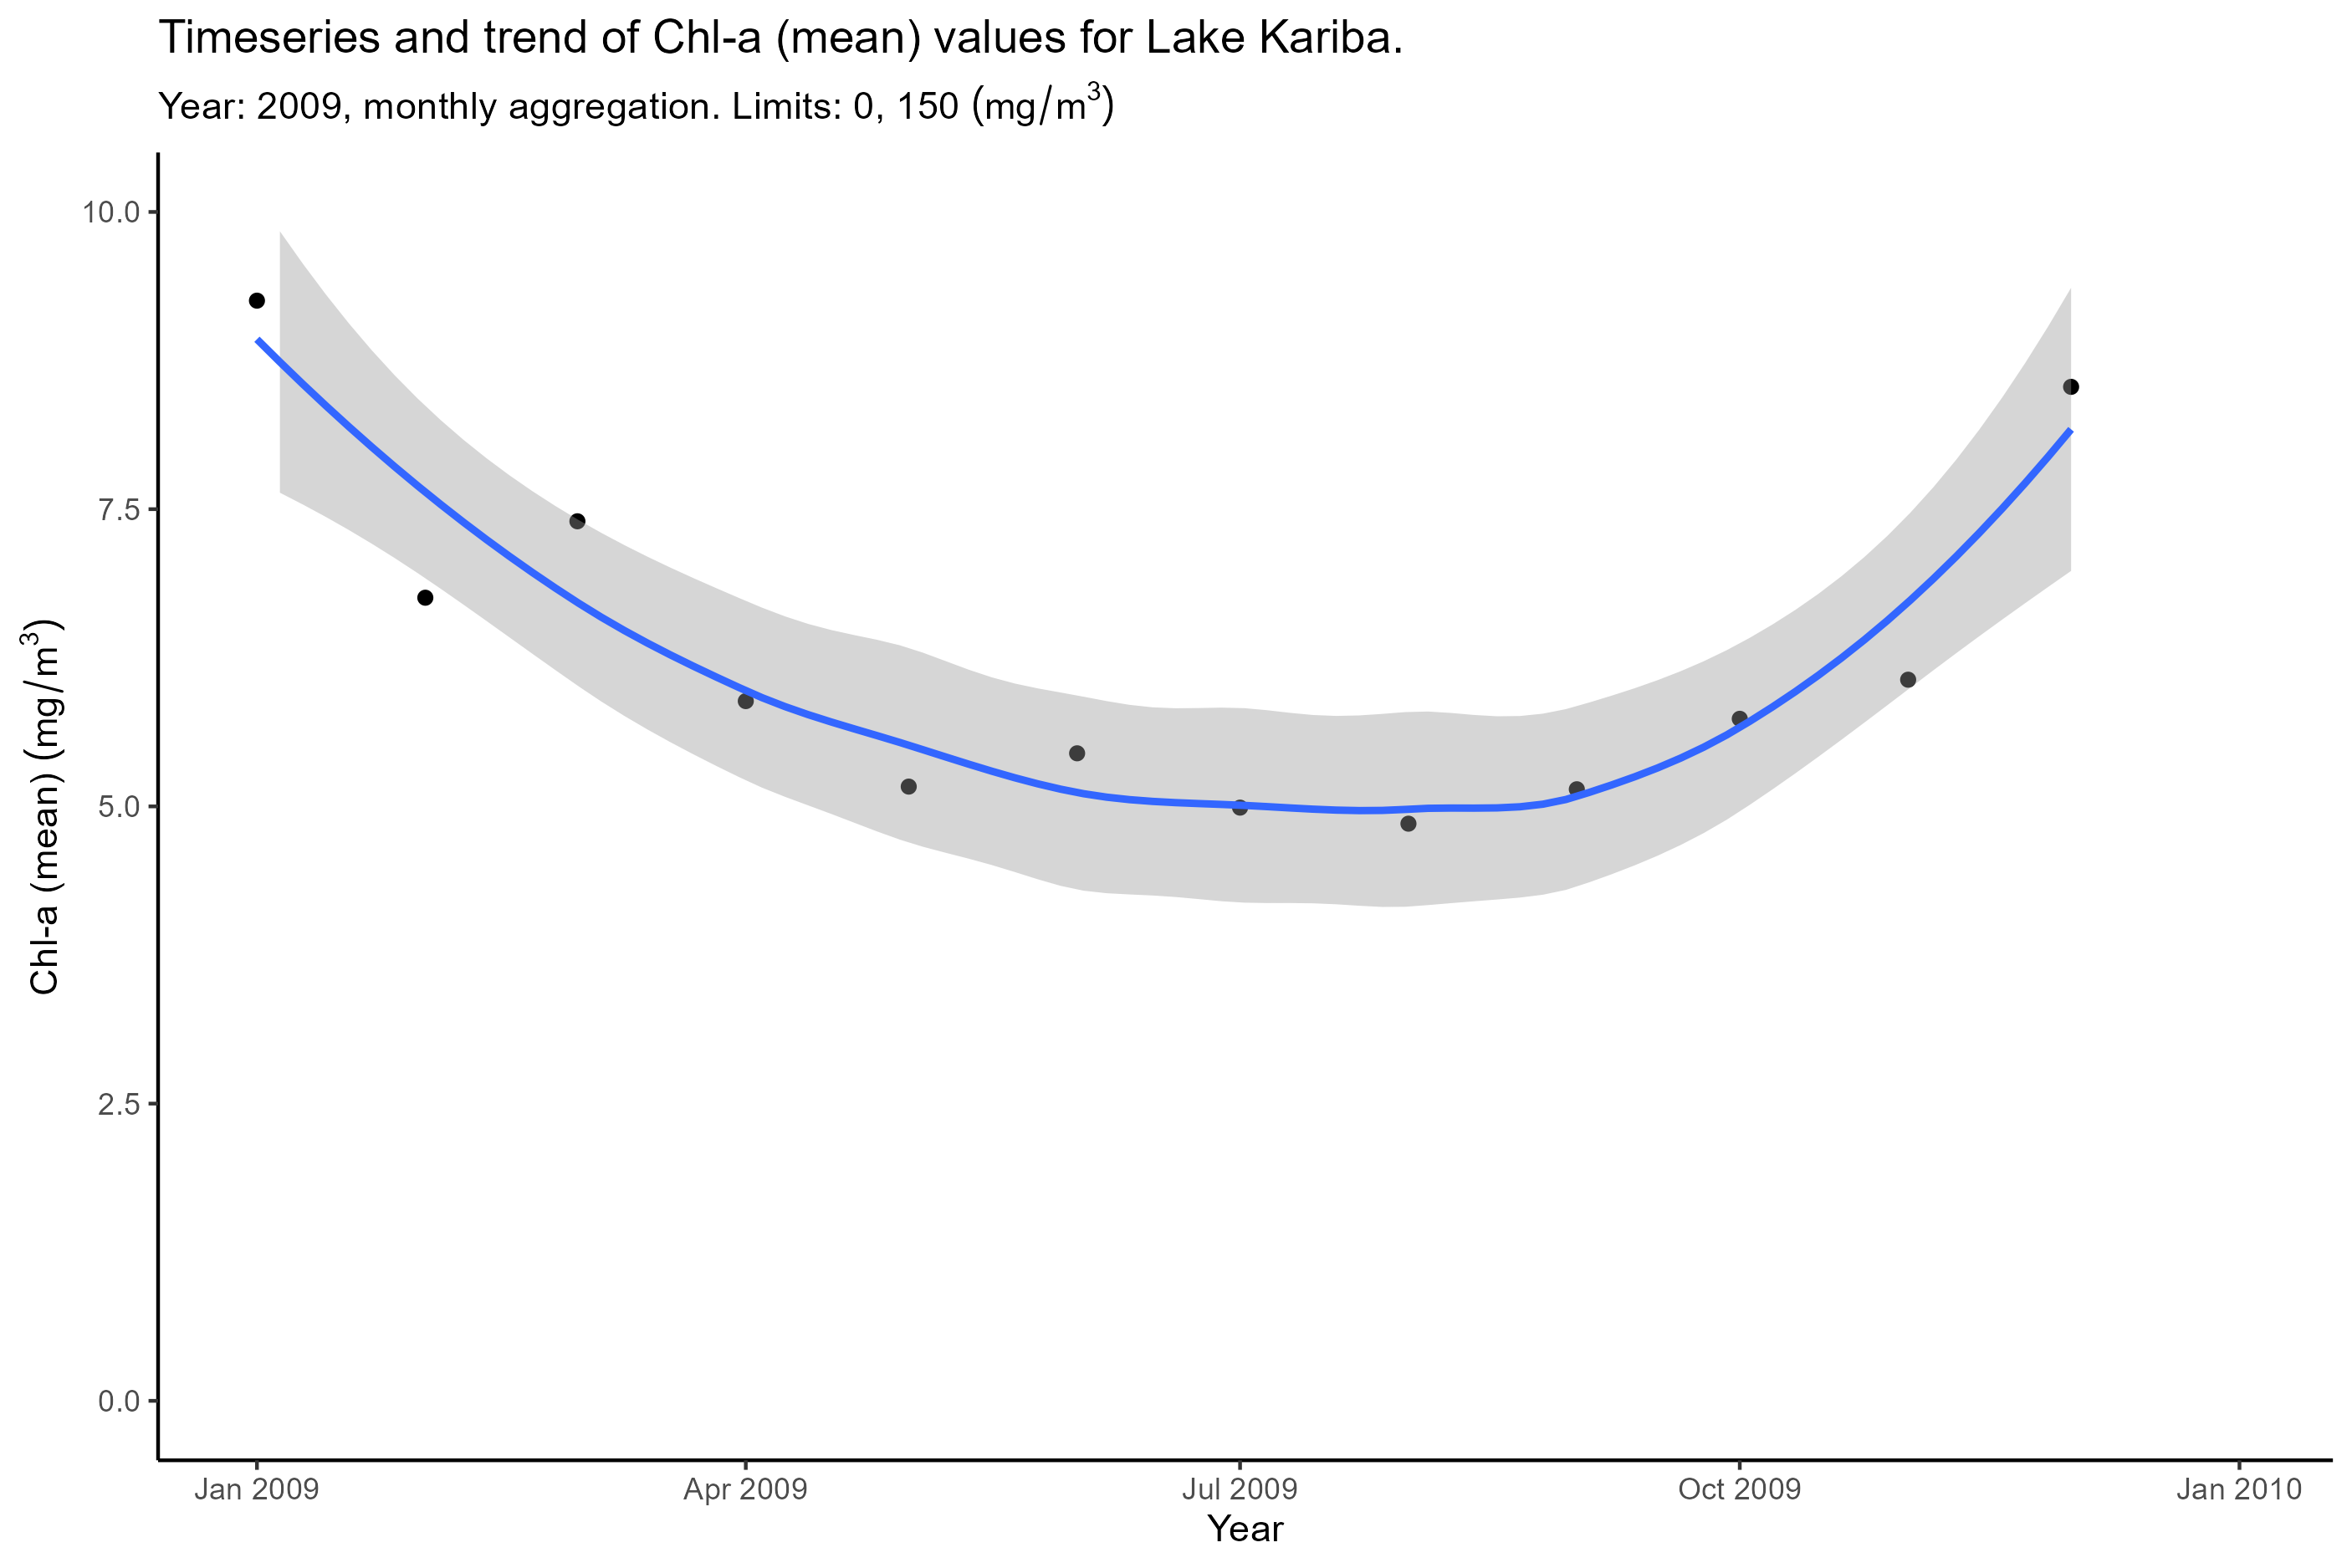 Timeseries and trend of Chl-a (mean) values for Lake Kariba.
Year: 2009, monthly aggregation. Limits: 0, 150 (mg/m³)
Chl-a (mean) (mg/m³)
10.0
7.5
5.0
2.5
0.0
Jan 2009
Apr 2009
Jul 2009
Oct 2009
Jan 2010
Year